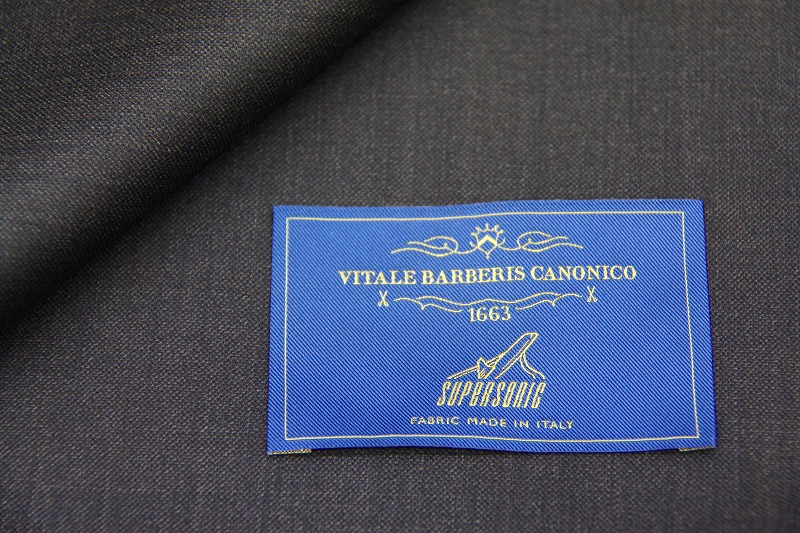 VITALE BARBERIS CANONICO
1663
SUPERSONIC
FABRIC MADE IN ITALY